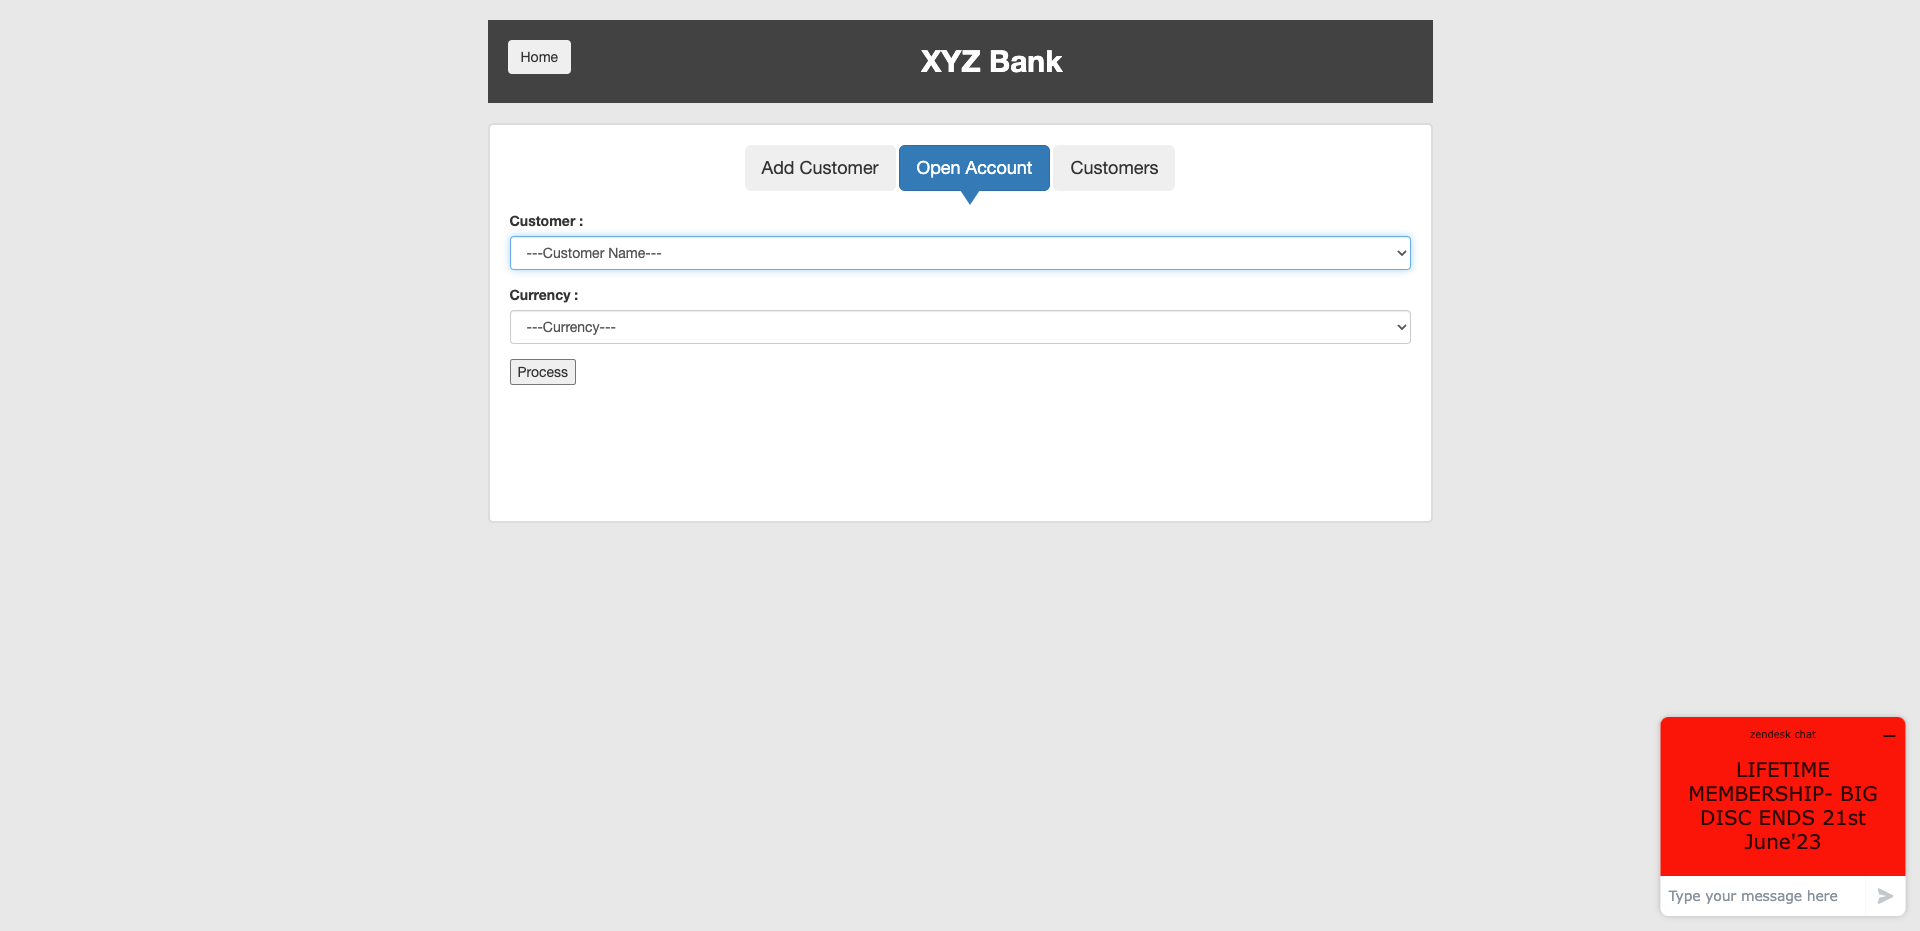 Home
XYZ Bank
Add Customer
Open Account
Customers
Customer :
---Customer Name---
Currency :
---Currency---
Process
zendesk chat
LIFETIME
MEMBERSHIP- BIG
DISC ENDS 21st
June'23
Type your message here